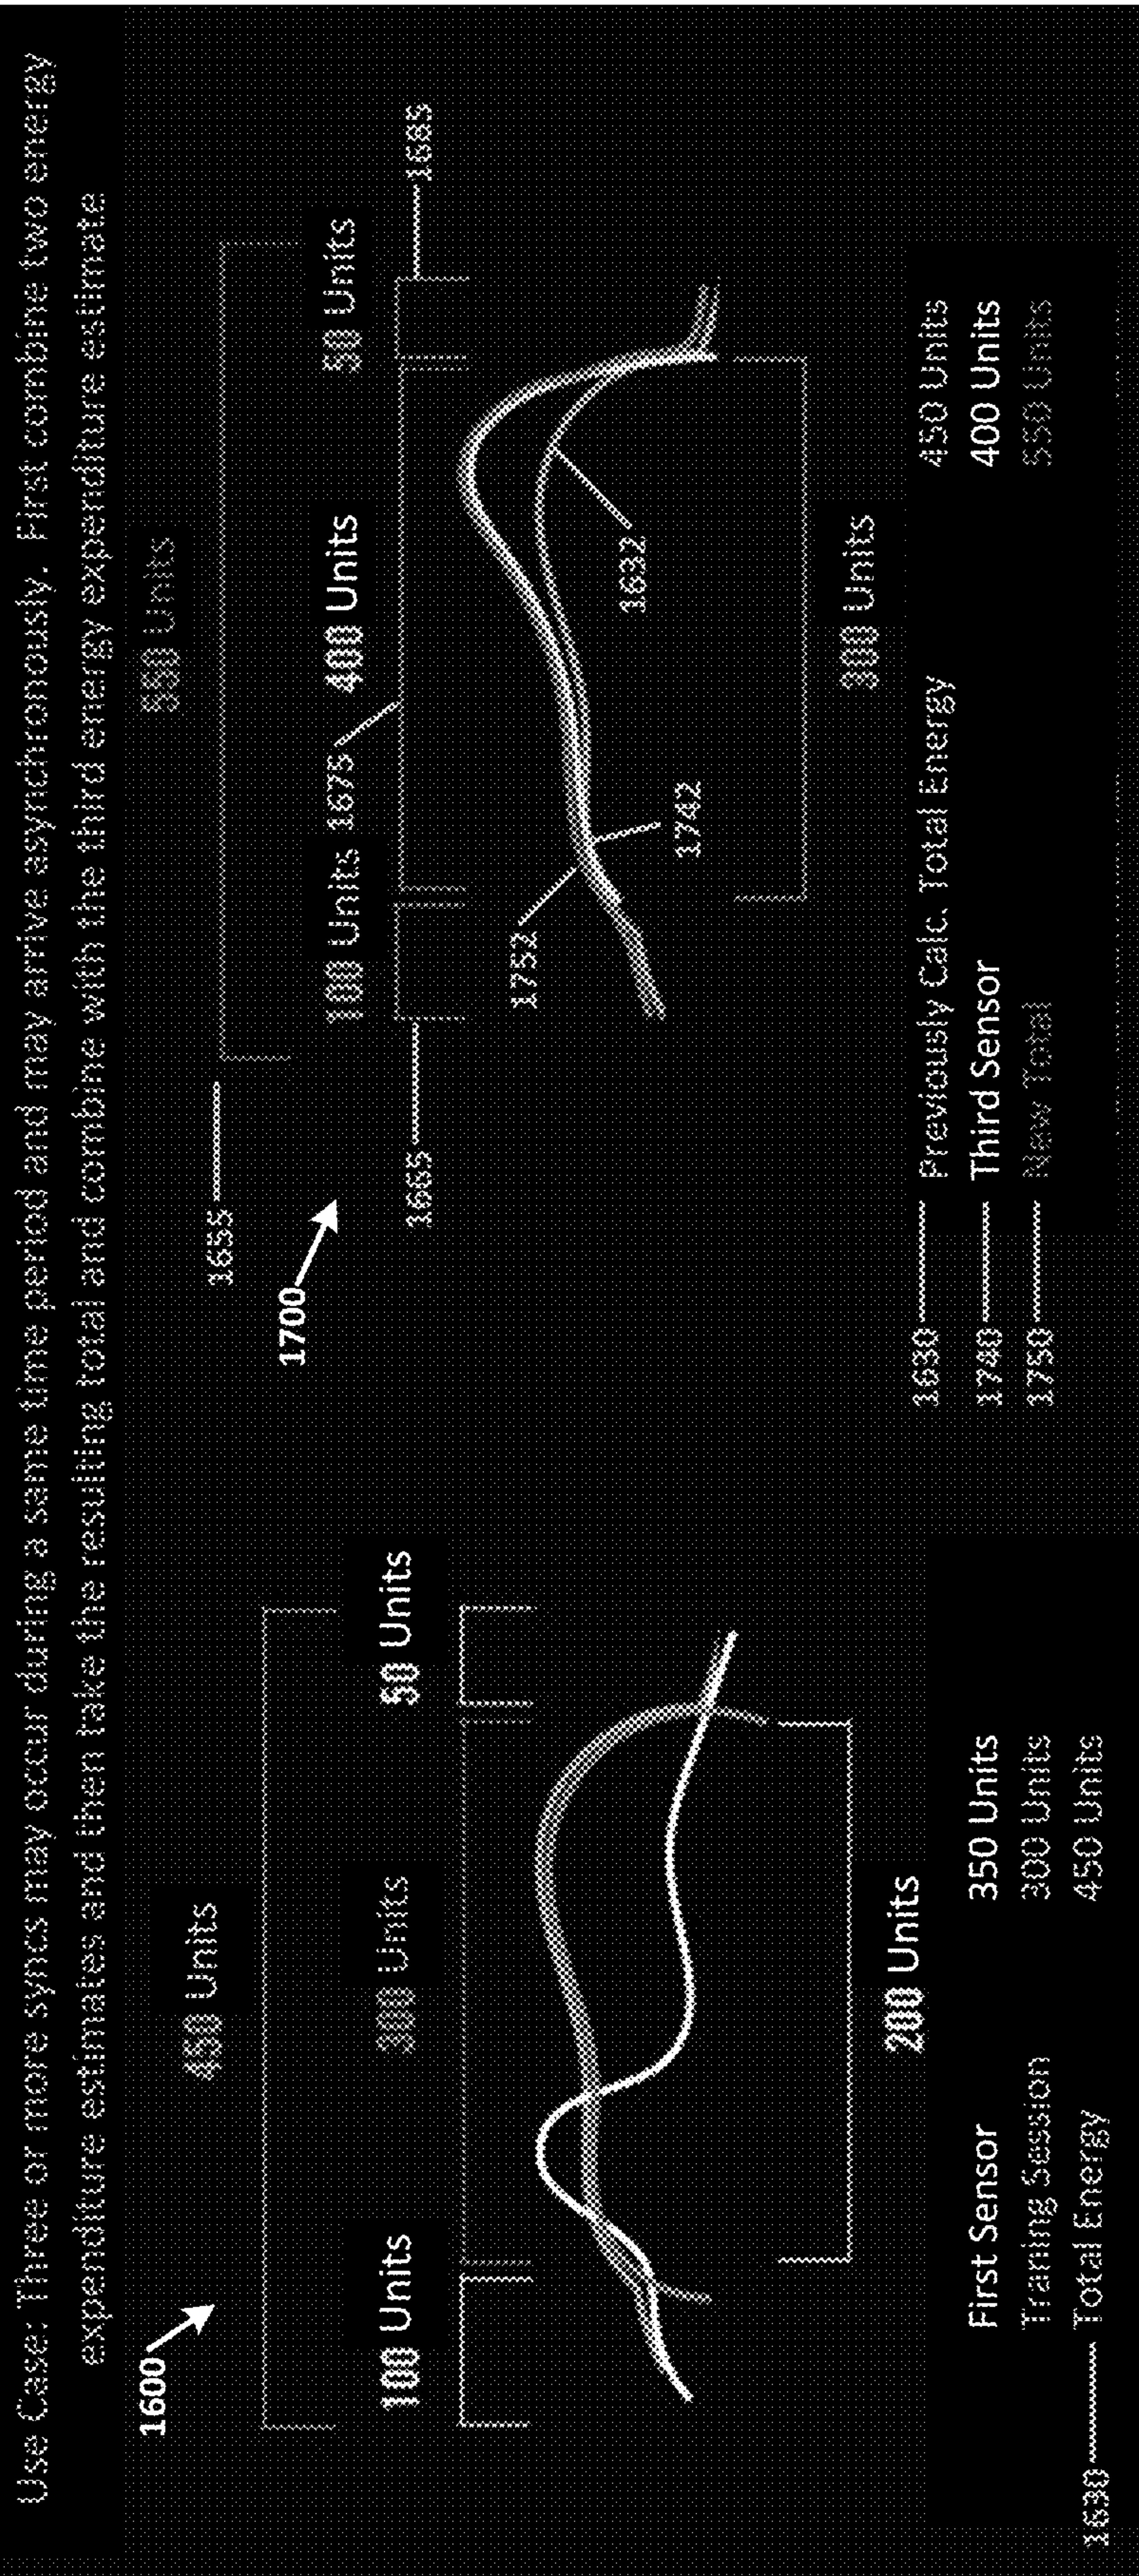 Use Case: Three or more syncs may occur during a same time period and may arrive asynchronously. First combine two energy
expenditure estimates and then take the resulting total and combine with the third energy expenditure estimate
1600
450 Units
100 Units
300 Units
50 Units
200 Units
First Sensor 350 Units
Traning Session 300 Units
1630 Total Energy 450 Units
1655
550 Units
1700
100 Units
1675
400 Units
50 Units
1665
1685
1752
1742
1632
300 Units
1630 Previously Calc. Total Energy 450 Units
1740 Third Sensor 400 Units
1750 New Total 550 Units